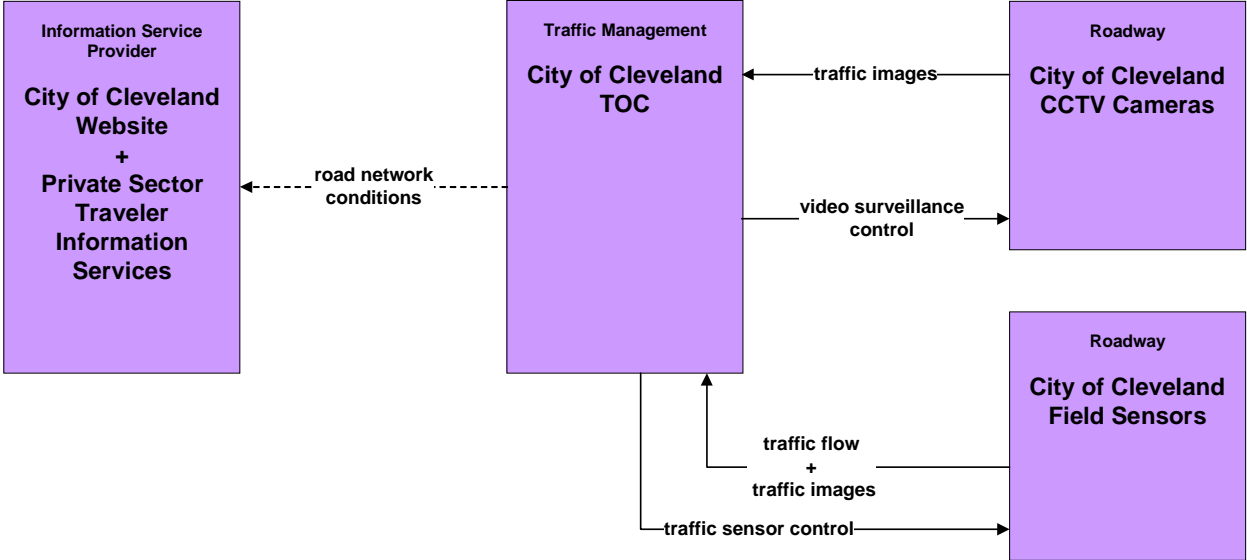 Information Service
Provider
City of Cleveland
Website
+
Private Sector
Traveler
Information
Services
road network
conditions
Traffic Management
City of Cleveland
TOC
traffic images
video surveillance
control
Roadway
City of Cleveland
CCTV Cameras
Roadway
City of Cleveland
Field Sensors
traffic flow
+
traffic images
traffic sensor control